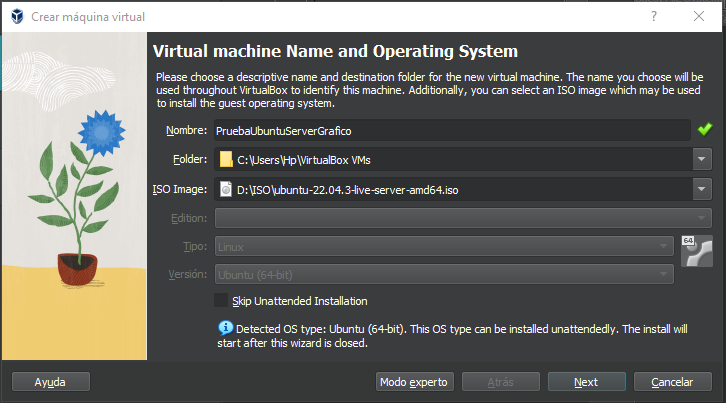 Crear máquina virtual
Virtual machine Name and Operating System
Please choose a descriptive name and destination folder for the new virtual machine. The name you choose will be
used throughout VirtualBox to identify this machine. Additionally, you can select an ISO image which may be used
to install the guest operating system.
Nombre: PruebaUbuntuServerGrafico
Folder: C:\Users\Hp\VirtualBox VMs
ISO Image: D:\ISO\ubuntu-22.04.3-live-server-amd64.iso
Edition:
Tipo: Linux
64
Versión: Ubuntu (64-bit)
Skip Unattended Installation
Detected OS type: Ubuntu (64-bit). This OS type can be installed unattendedly. The install will
start after this wizard is closed.
Ayuda Modo experto Atrás Next Cancelar